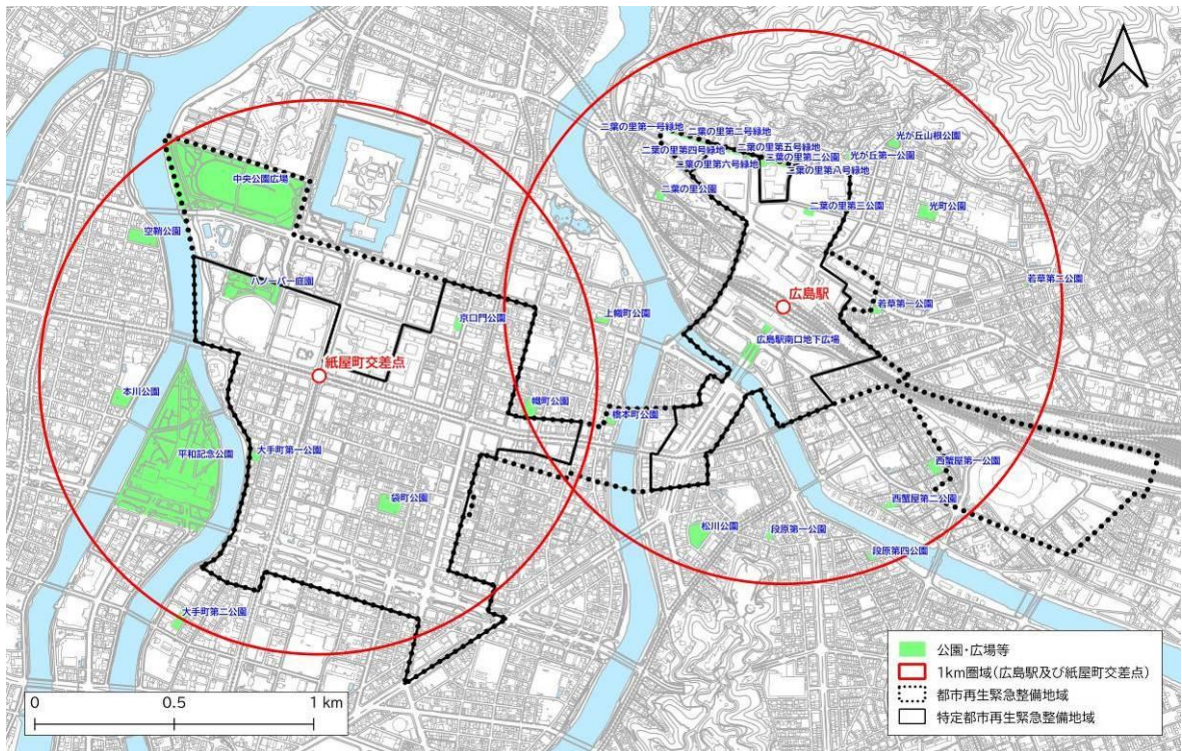 二葉の里第一号緑地
二葉の里第二号緑地
光が丘山根公園
二葉の里第四号緑地
二葉の里第五号緑地
二葉の里第二公園
光が丘第一公園
二葉の里第六号緑地
二葉の里第八号緑地
中央公園広場
二葉の里公園
二葉の里第三公園
光町公園
空鞘公園
若草第二公園
ハノーバー庭園
広島駅
若草第一公園
京口門公園
上幟町公園
広島駅南口地下広場
紙屋町交差点
本川公園
幟町公園
橋本町公園
平和記念公園
大手町第一公園
西蟹屋第一公園
袋町公園
西蟹屋第二公園
松川公園
段原第一公園
段原第四公園
大手町第二公園
公園・広場等
1km圏域(広島駅及び紙屋町交差点)
都市再生緊急整備地域
特定都市再生緊急整備地域
0 0.5 1 km